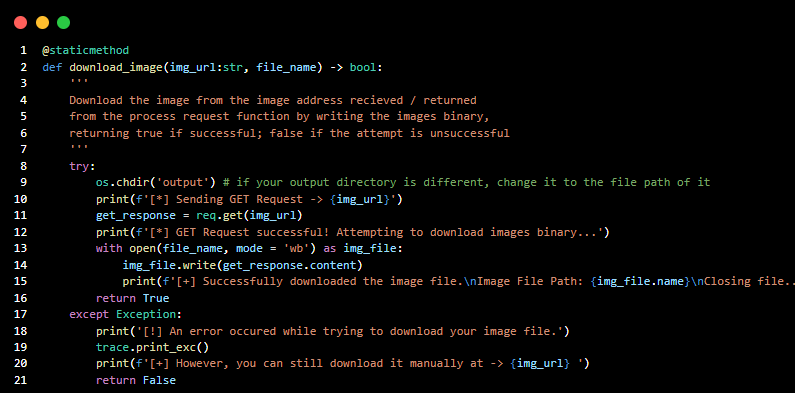 1 @staticmethod
2 def download_image(img_url:str, file_name) -> bool:
3     '''
4     Download the image from the image address recieved / returned
5     from the process request function by writing the images binary,
6     returning true if successful; false if the attempt is unsuccessful
7     '''
8     try:
9         os.chdir('output') # if your output directory is different, change it to the file path of it
10         print(f'[*] Sending GET Request -> {img_url}')
11         get_response = req.get(img_url)
12         print(f'[*] GET Request successful! Attempting to download images binary...')
13         with open(file_name, mode = 'wb') as img_file:
14             img_file.write(get_response.content)
15             print(f'[+] Successfully downloaded the image file.\nImage File Path: {img_file.name}\nClosing file..
16         return True
17     except Exception:
18         print('[!] An error occured while trying to download your image file.')
19         trace.print_exc()
20         print(f'[+] However, you can still download it manually at -> {img_url} ')
21         return False